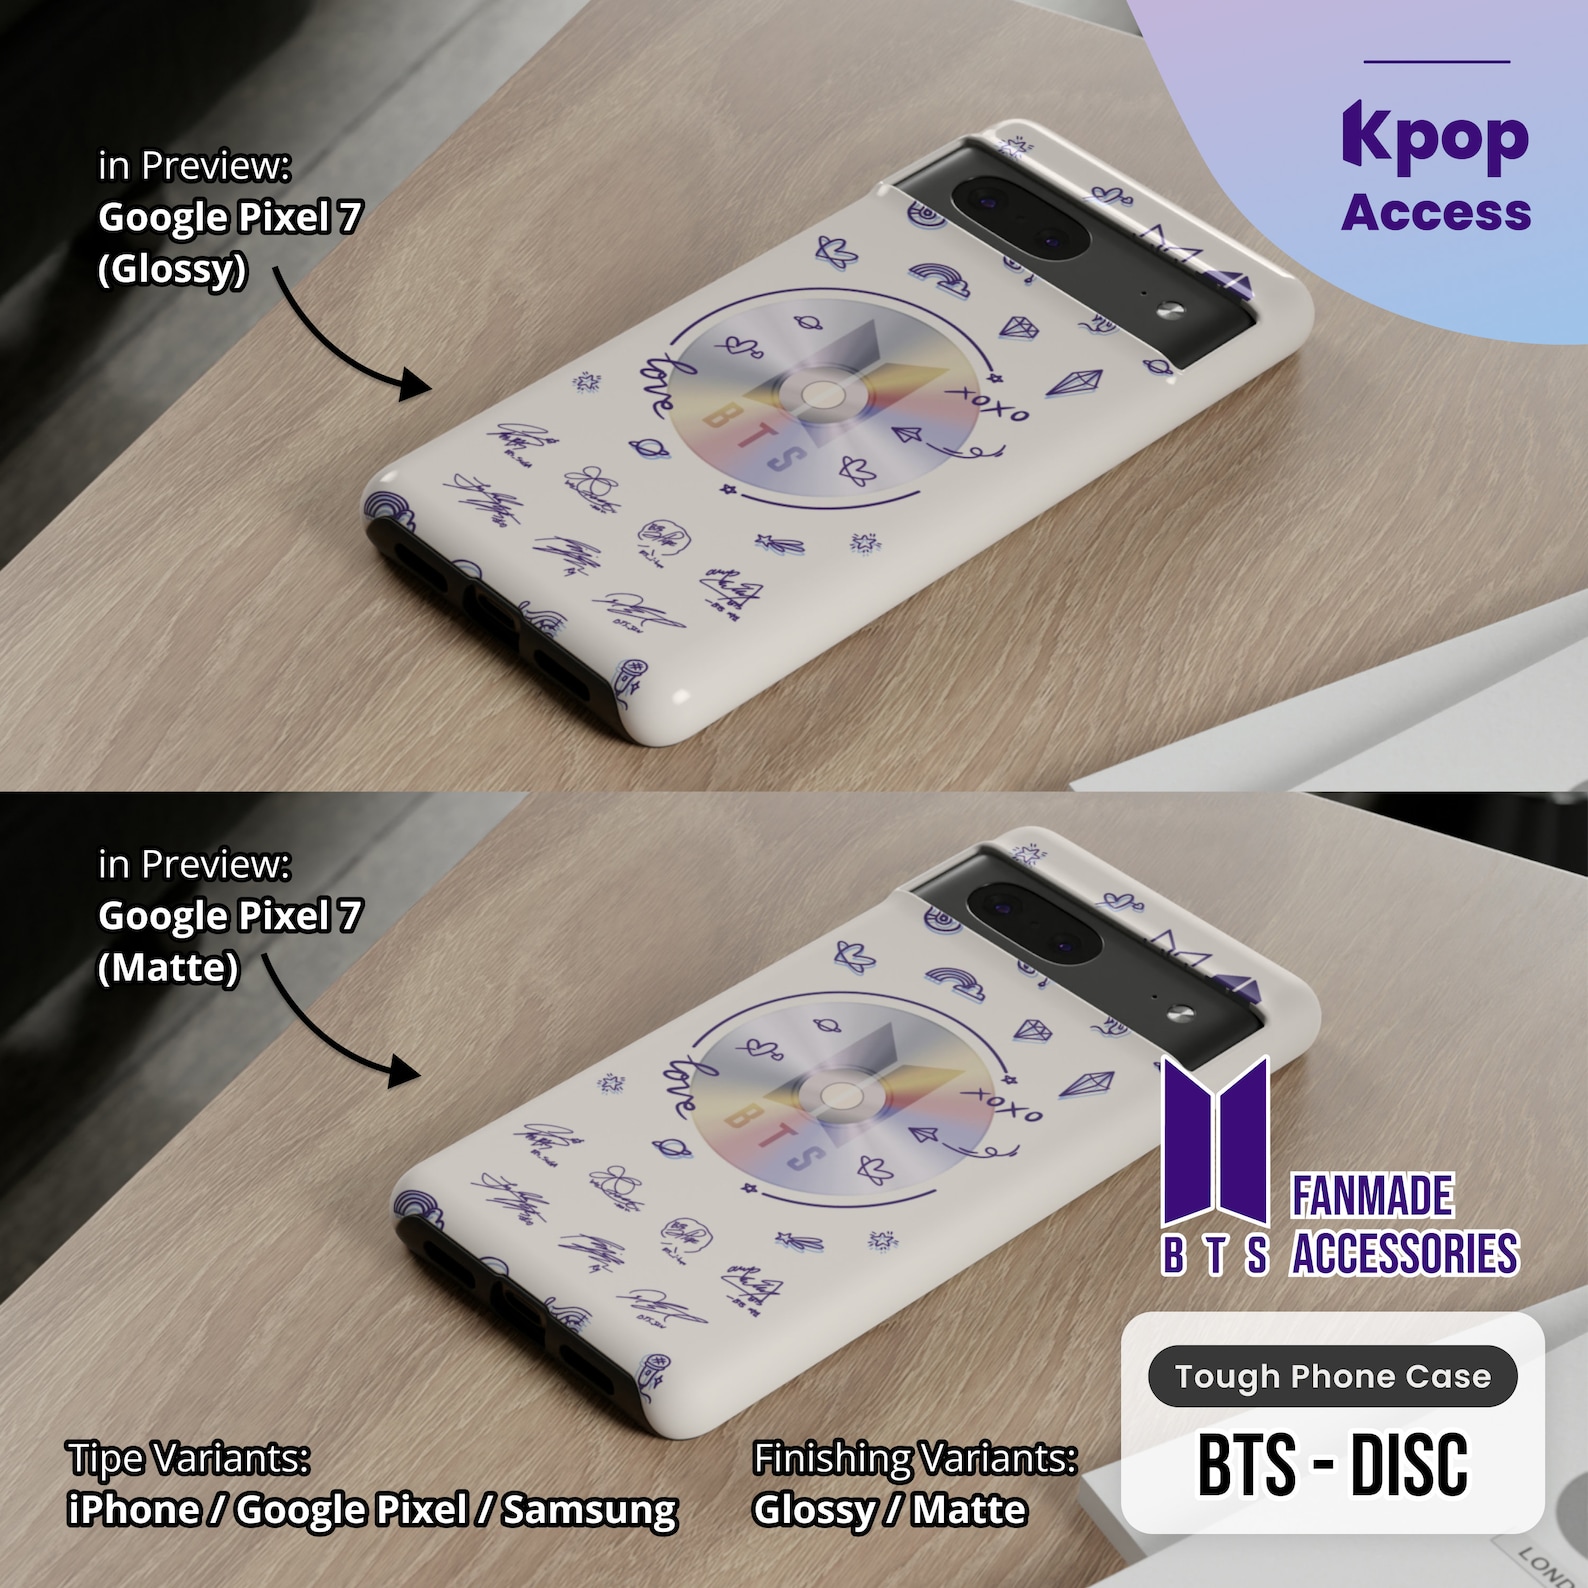 in Preview:
Google Pixel 7
(Glossy)
Kpop
Access
love
XOXO
BTS
in Preview:
Google Pixel 7
(Matte)
love
XOXO
BTS
BTS
FANMADE
ACCESSORIES
Tough Phone Case
BTS - DISC
Tipe Variants:
iPhone / Google Pixel / Samsung
Finishing Variants:
Glossy / Matte